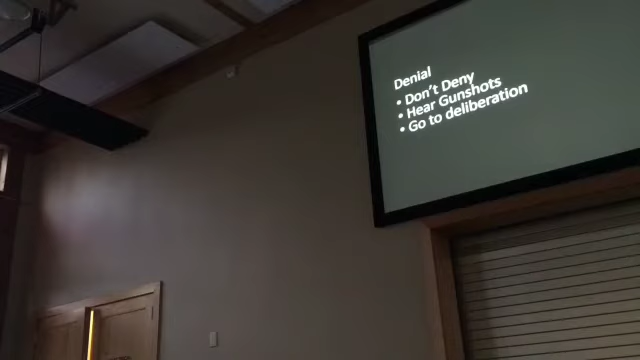 Denial
• Don't Deny
• Hear Gunshots
• Go to deliberation